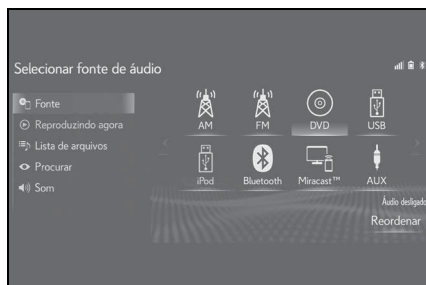 Selecionar fonte de áudio
Fonte
Reproduzindo agora
Lista de arquivos
Procurar
Som
AM FM DVD USB
iPod Bluetooth Miracast™ AUX
Áudio desligado
Reordenar